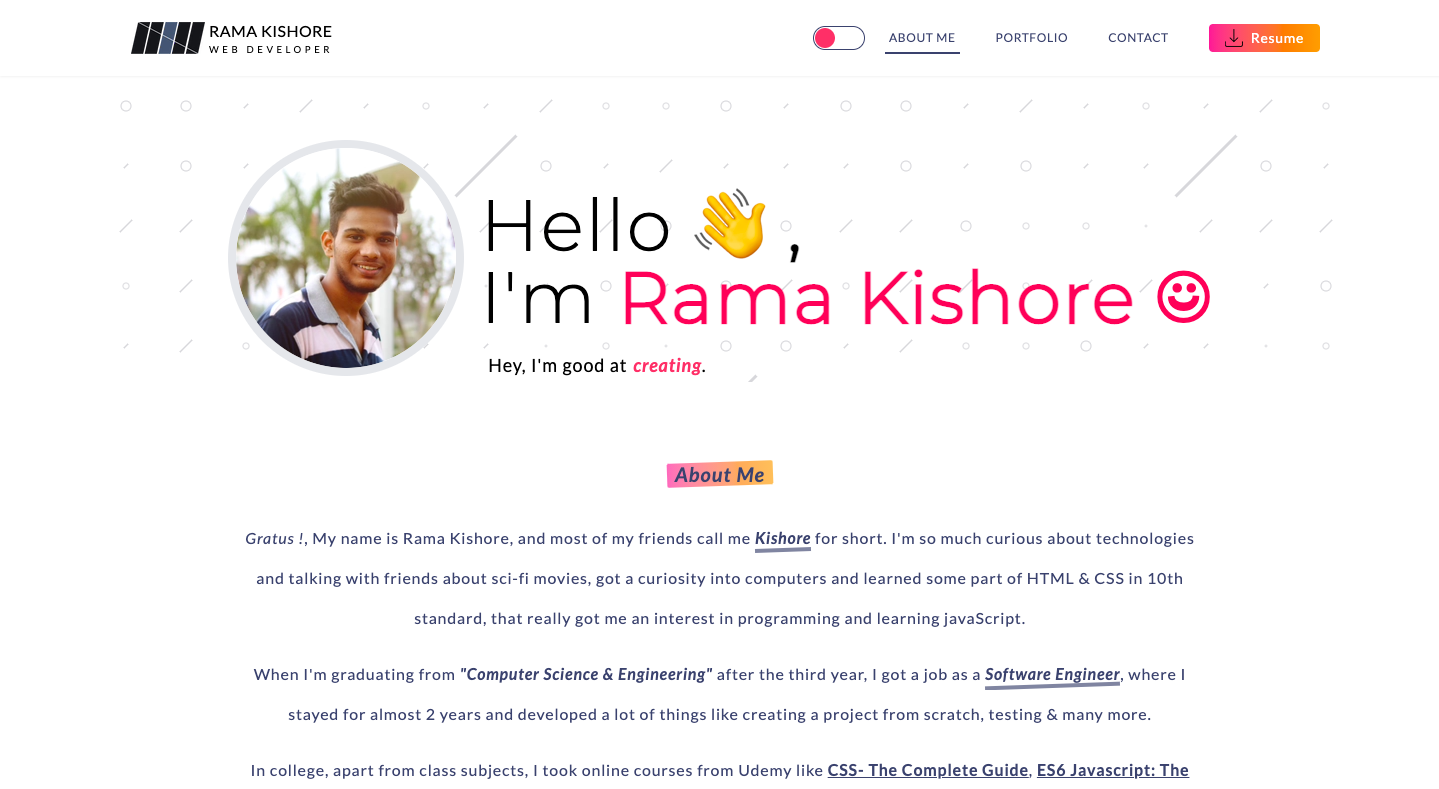 RAMA KISHORE
WEB DEVELOPER
ABOUT ME
PORTFOLIO
CONTACT
Resume
Hello 👋 ,
I'm Rama Kishore
Hey, I'm good at creating.
About Me
Gratus !, My name is Rama Kishore, and most of my friends call me Kishore for short. I'm so much curious about technologies
and talking with friends about sci-fi movies, got a curiosity into computers and learned some part of HTML & CSS in 10th
standard, that really got me an interest in programming and learning javaScript.
When I'm graduating from "Computer Science & Engineering" after the third year, I got a job as a Software Engineer, where I
stayed for almost 2 years and developed a lot of things like creating a project from scratch, testing & many more.
In college, apart from class subjects, I took online courses from Udemy like CSS- The Complete Guide, ES6 Javascript: The